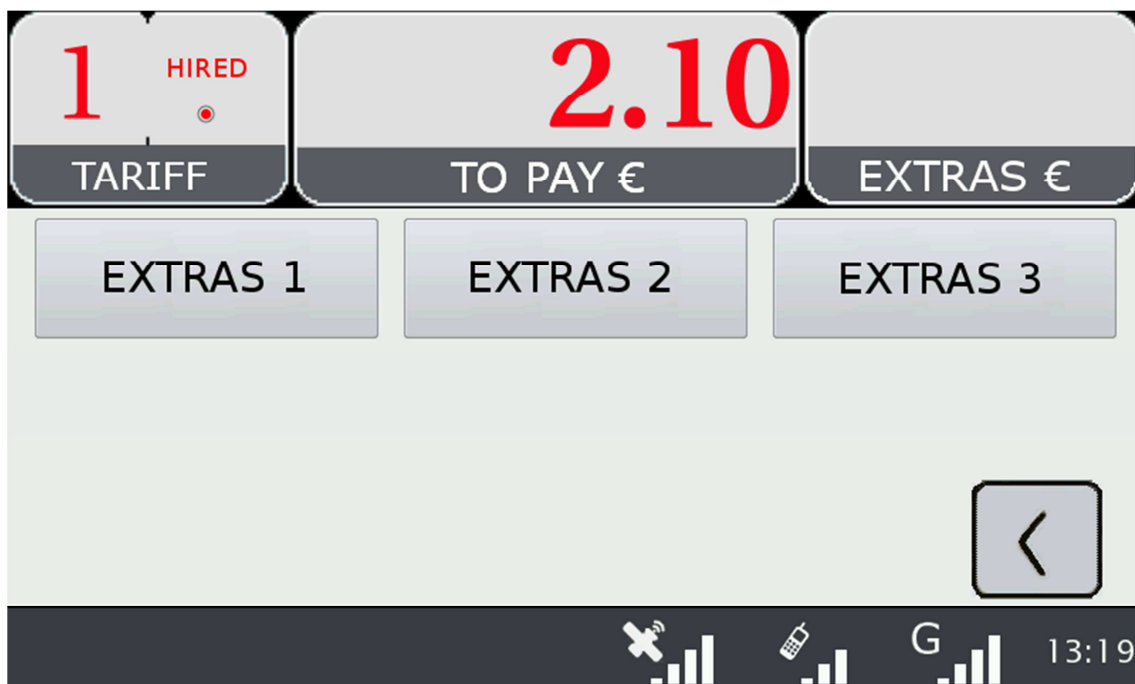 1 HIRED 2.10
TARIFF TO PAY € EXTRAS €
EXTRAS 1 EXTRAS 2 EXTRAS 3
G 13:19